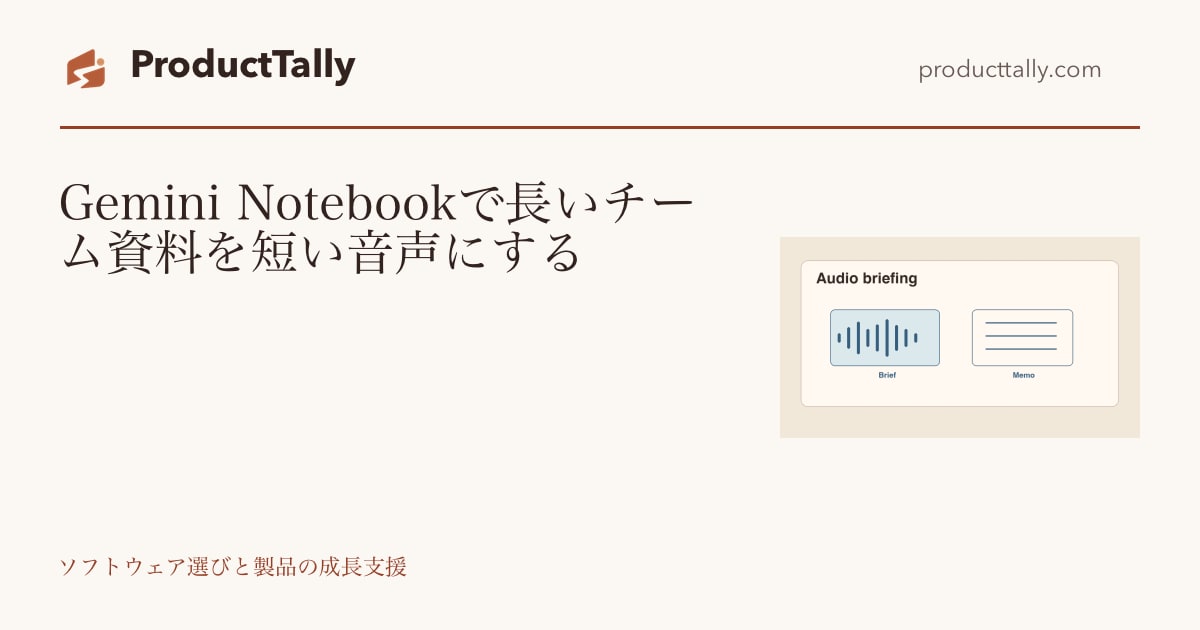 ProductTally
producttally.com
Gemini Notebookで長いチー
ム資料を短い音声にする
Audio briefing
Brief
Memo
ソフトウェア選びと製品の成長支援